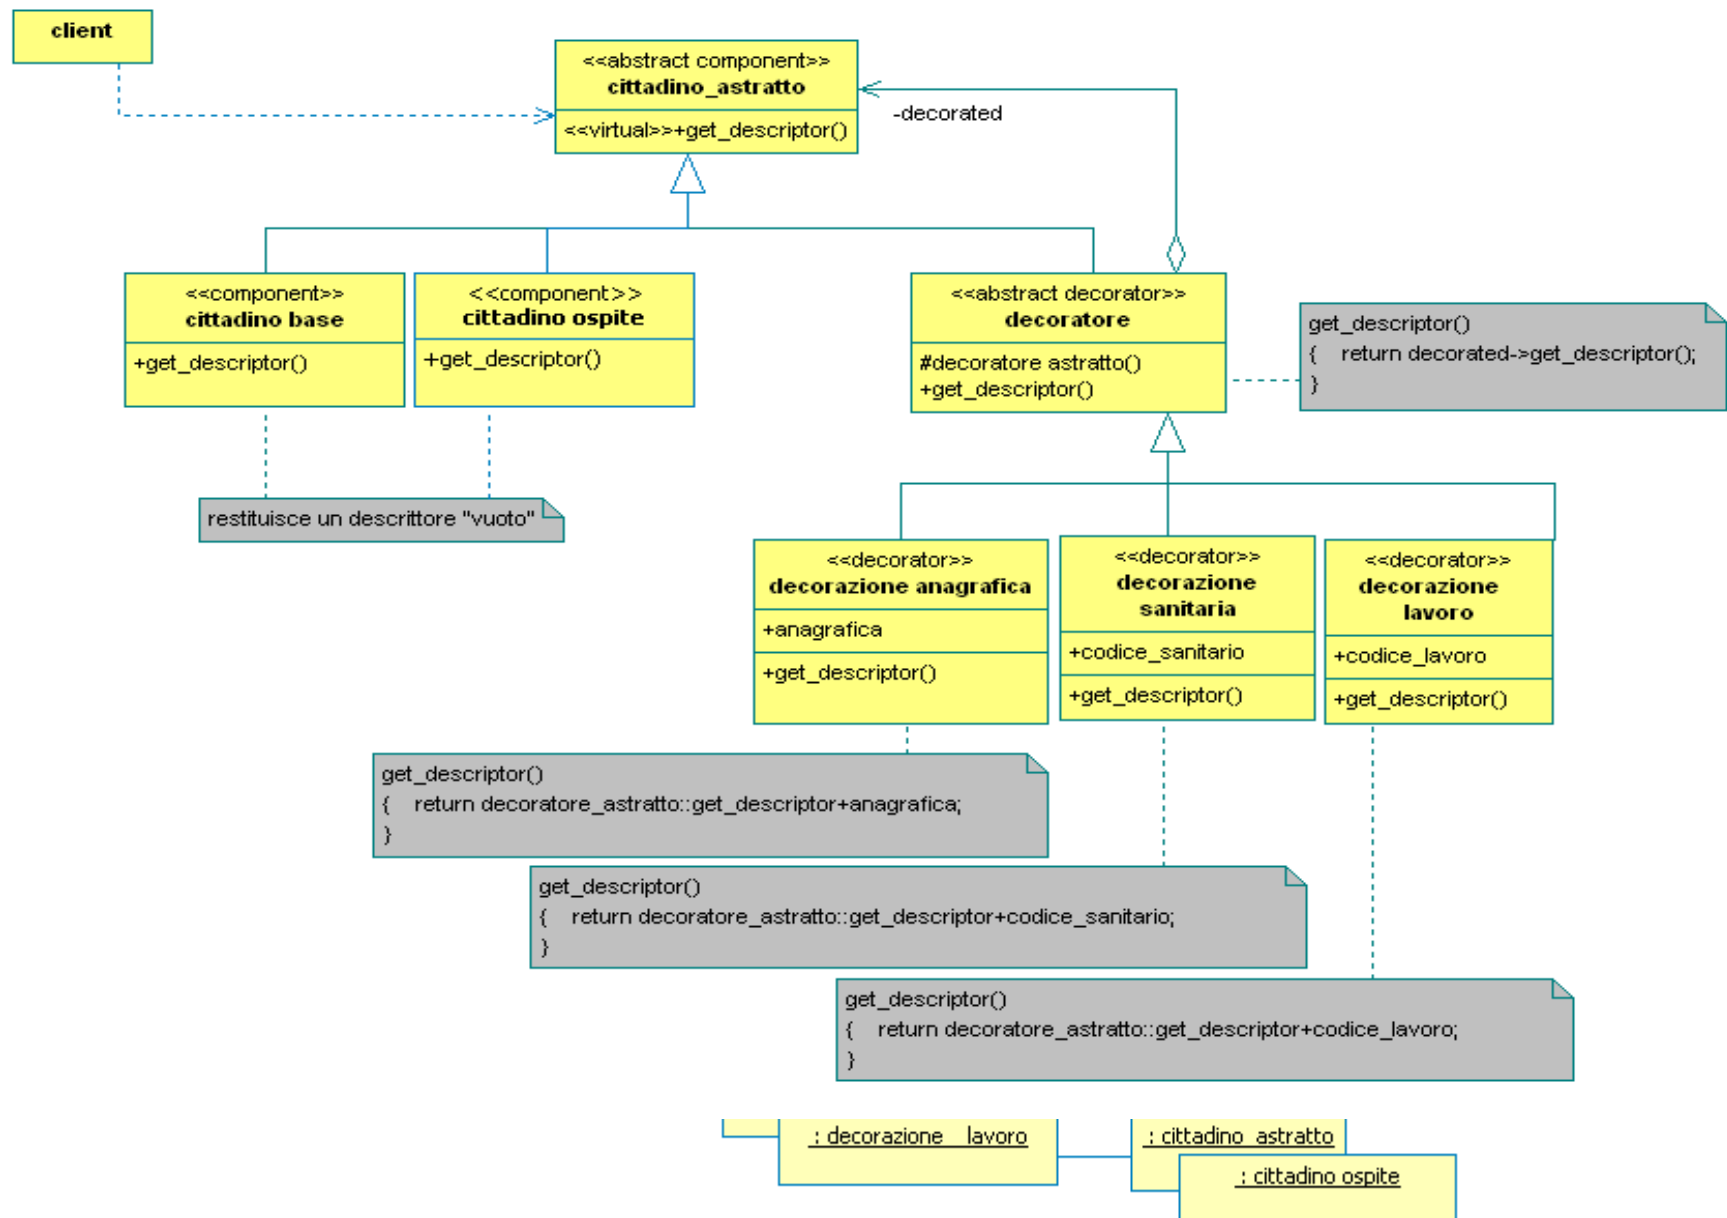 client
<<abstract component>>
cittadino_astratto
<<virtual>>+get_descriptor()
-decorated
<<component>>
cittadino base
+get_descriptor()
<<component>>
cittadino ospite
+get_descriptor()
<<abstract decorator>>
decoratore
#decoratore astratto()
+get_descriptor()
get_descriptor()
{ return decorated->get_descriptor();
}
restituisce un descrittore "vuoto"
<<decorator>>
decorazione anagrafica
+anagrafica
+get_descriptor()
<<decorator>>
decorazione
sanitaria
+codice_sanitario
+get_descriptor()
<<decorator>>
decorazione
lavoro
+codice_lavoro
+get_descriptor()
get_descriptor()
{ return decoratore_astratto::get_descriptor+anagrafica;
}
get_descriptor()
{ return decoratore_astratto::get_descriptor+codice_sanitario;
}
get_descriptor()
{ return decoratore_astratto::get_descriptor+codice_lavoro;
}
: decorazione lavoro
: cittadino astratto
: cittadino ospite